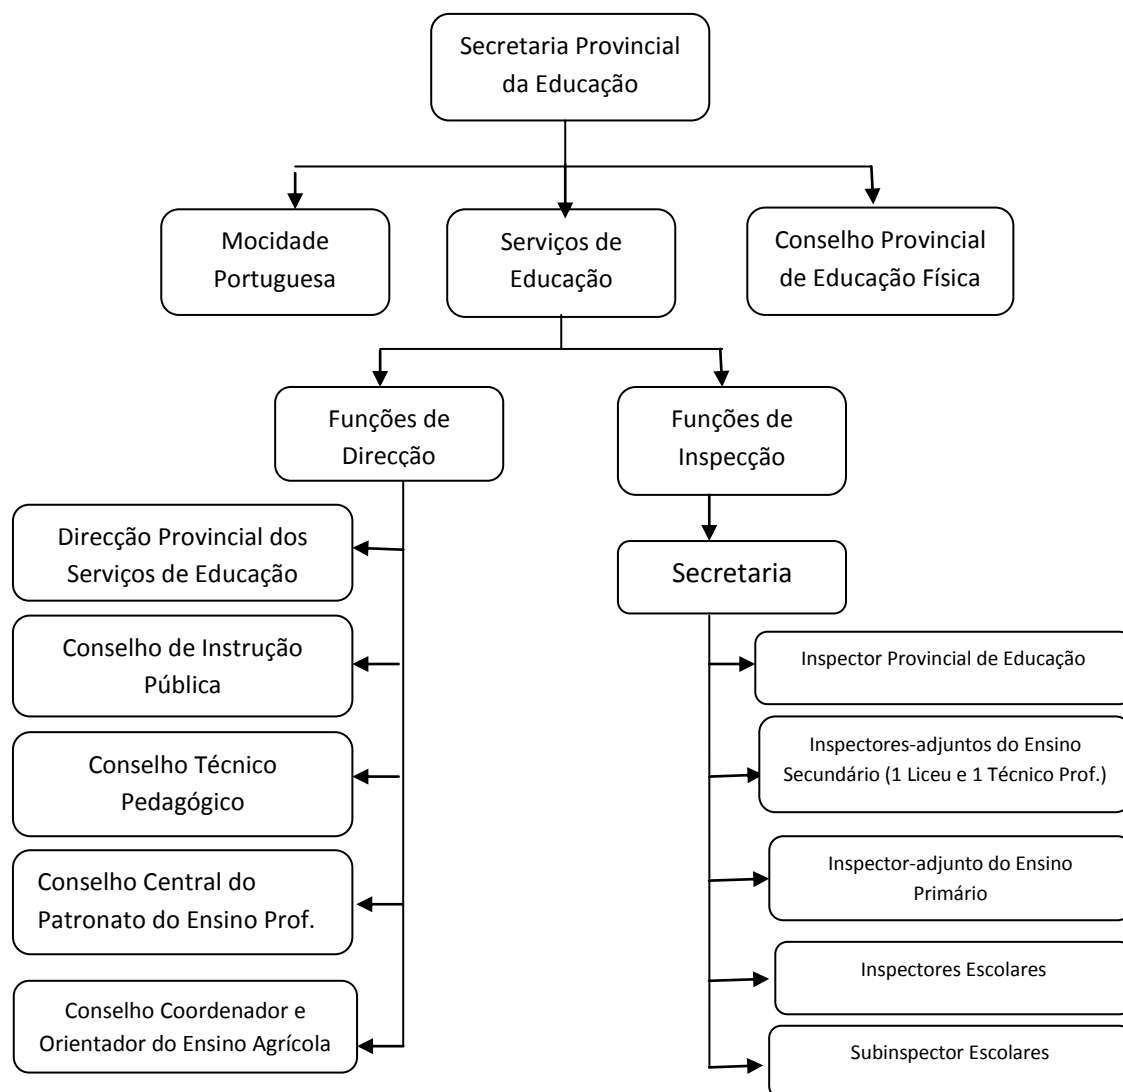 Secretaria Provincial
da Educação
Mocidade
Portuguesa
Serviços de
Educação
Conselho Provincial
de Educação Física
Funções de
Direcção
Funções de
Inspecção
Direcção Provincial dos
Serviços de Educação
Conselho de Instrução
Pública
Conselho Técnico
Pedagógico
Conselho Central do
Patronato do Ensino Prof.
Conselho Coordenador e
Orientador do Ensino Agrícola
Secretaria
Inspector Provincial de Educação
Inspectores-adjuntos do Ensino
Secundário (1 Liceu e 1 Técnico Prof.)
Inspector-adjunto do Ensino
Primário
Inspectores Escolares
Subinspector Escolares